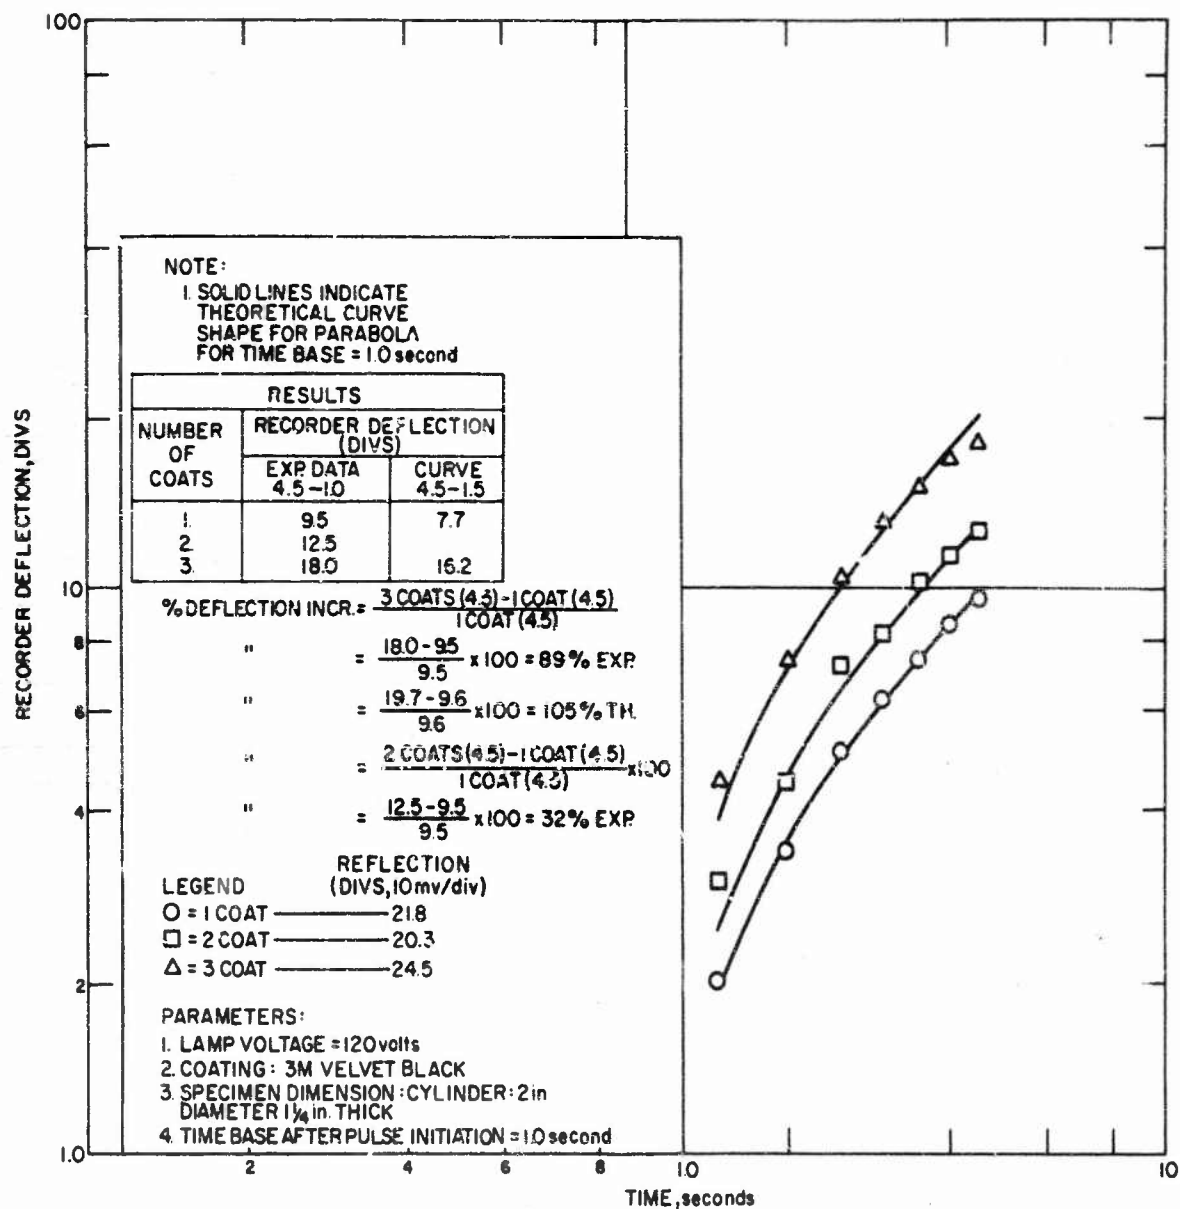 100
NOTE:
1. SOLID LINES INDICATE
THEORETICAL CURVE
SHAPE FOR PARABOLA
FOR TIME BASE = 1.0 second
RESULTS
NUMBER OF COATS
RECORDER DEFLECTION (DIVS)
EXP. DATA 4.5-1.0
CURVE 4.5-1.5
1. 9.5 7.7
2. 12.5
3. 18.0 16.2
% DEFLECTION INCR. = 3 COATS (4.5) - 1 COAT (4.5) / 1 COAT (4.5)
" = 18.0 - 9.5 / 9.5 x 100 = 89% EXP.
" = 19.7 - 9.6 / 9.6 x 100 = 105% TH.
" = 2 COATS (4.5) - 1 COAT (4.5) / 1 COAT (4.5) x 100
" = 12.5 - 9.5 / 9.5 x 100 = 32% EXP.
LEGEND
REFLECTION
(DIVS, 10mv/div)
O = 1 COAT 21.8
□ = 2 COAT 20.3
Δ = 3 COAT 24.5
PARAMETERS:
1. LAMP VOLTAGE = 120 volts
2. COATING: 3M VELVET BLACK
3. SPECIMEN DIMENSION: CYLINDER: 2 in
DIAMETER 1¼ in. THICK
4. TIME BASE AFTER PULSE INITIATION = 1.0 second
RECORDER DEFLECTION, DIVS
10
8
6
4
2
1.0
2
4
6
8
1.0
10
TIME, seconds